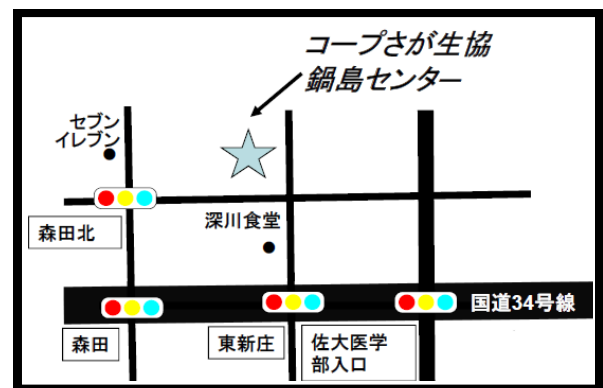 コープさが生協
鍋島センター
セブン
イレブン
森田北
深川食堂
国道34号線
森田
東新庄
佐大医学
部入口